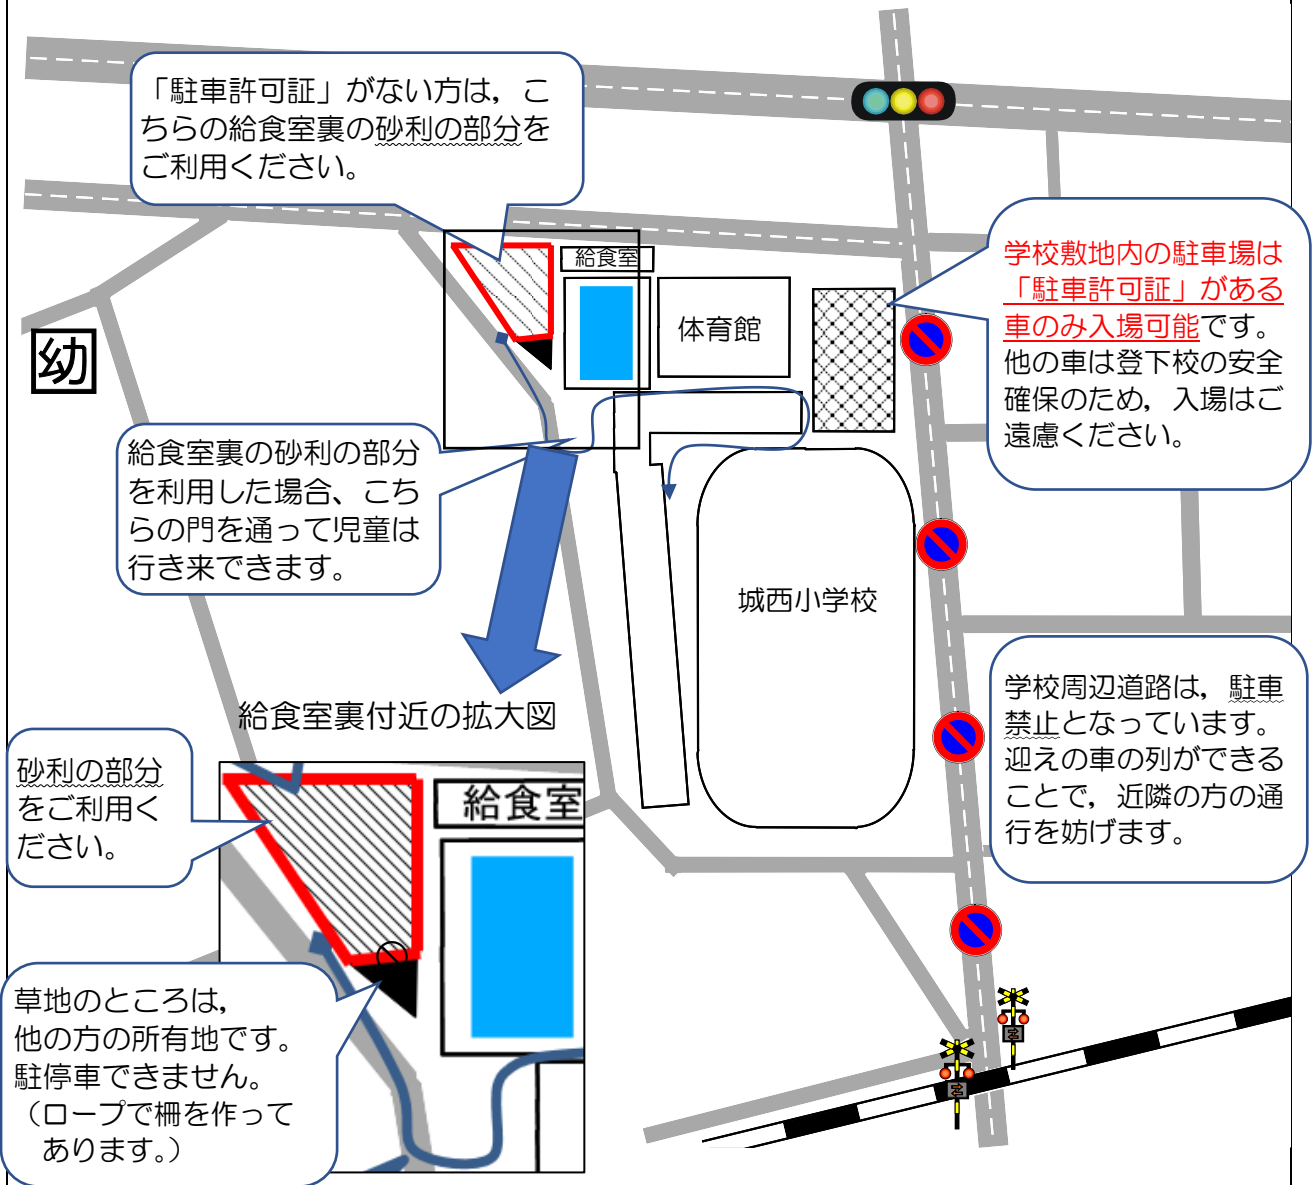 「駐車許可証」がない方は，こ
ちらの給食室裏の砂利の部分を
ご利用ください。
給食室
体育館
学校敷地内の駐車場は
「駐車許可証」がある
車のみ入場可能です。
他の車は登下校の安全
確保のため，入場はご
遠慮ください。
幼
給食室裏の砂利の部分
を利用した場合、こち
らの門を通って児童は
行き来できます。
城西小学校
学校周辺道路は，駐車
禁止となっています。
迎えの車の列ができる
ことで，近隣の方の通
行を妨げます。
給食室裏付近の拡大図
砂利の部分
をご利用く
ださい。
給食室
草地のところは，
他の方の所有地です。
駐停車できません。
（ロープで柵を作って
あります。）